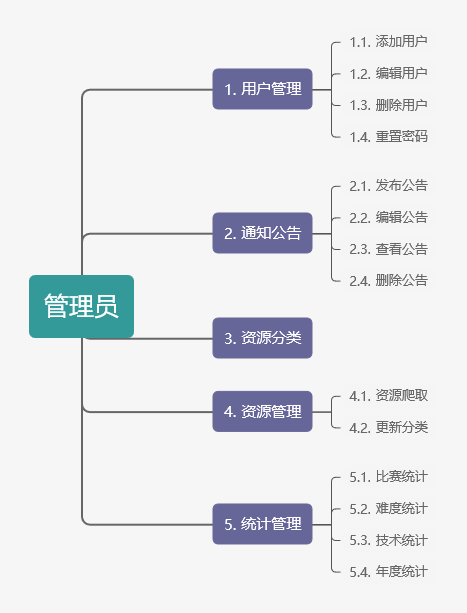 管理员
1. 用户管理
1.1. 添加用户
1.2. 编辑用户
1.3. 删除用户
1.4. 重置密码
2. 通知公告
2.1. 发布公告
2.2. 编辑公告
2.3. 查看公告
2.4. 删除公告
3. 资源分类
4. 资源管理
4.1. 资源爬取
4.2. 更新分类
5. 统计管理
5.1. 比赛统计
5.2. 难度统计
5.3. 技术统计
5.4. 年度统计